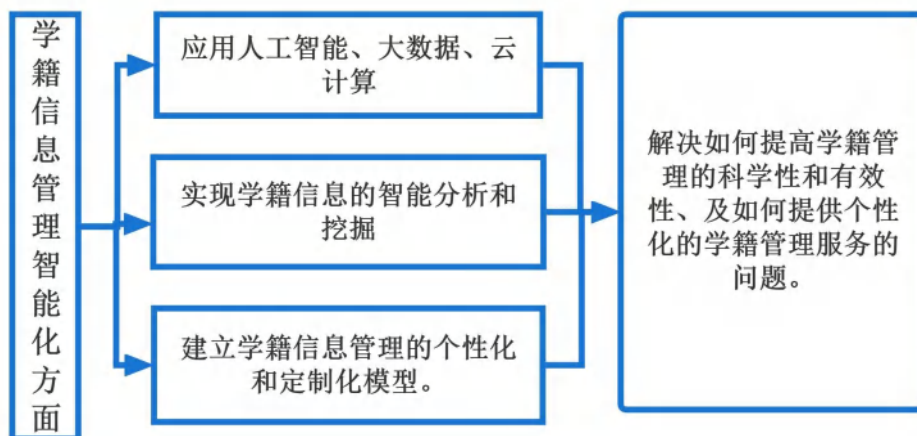 学籍信息管理智能化方面
应用人工智能、大数据、云
计算
实现学籍信息的智能分析和
挖掘
建立学籍信息管理的个性化
和定制化模型。
解决如何提高学籍管
理的科学性和有效
性、及如何提供个性
化的学籍管理服务的
问题。